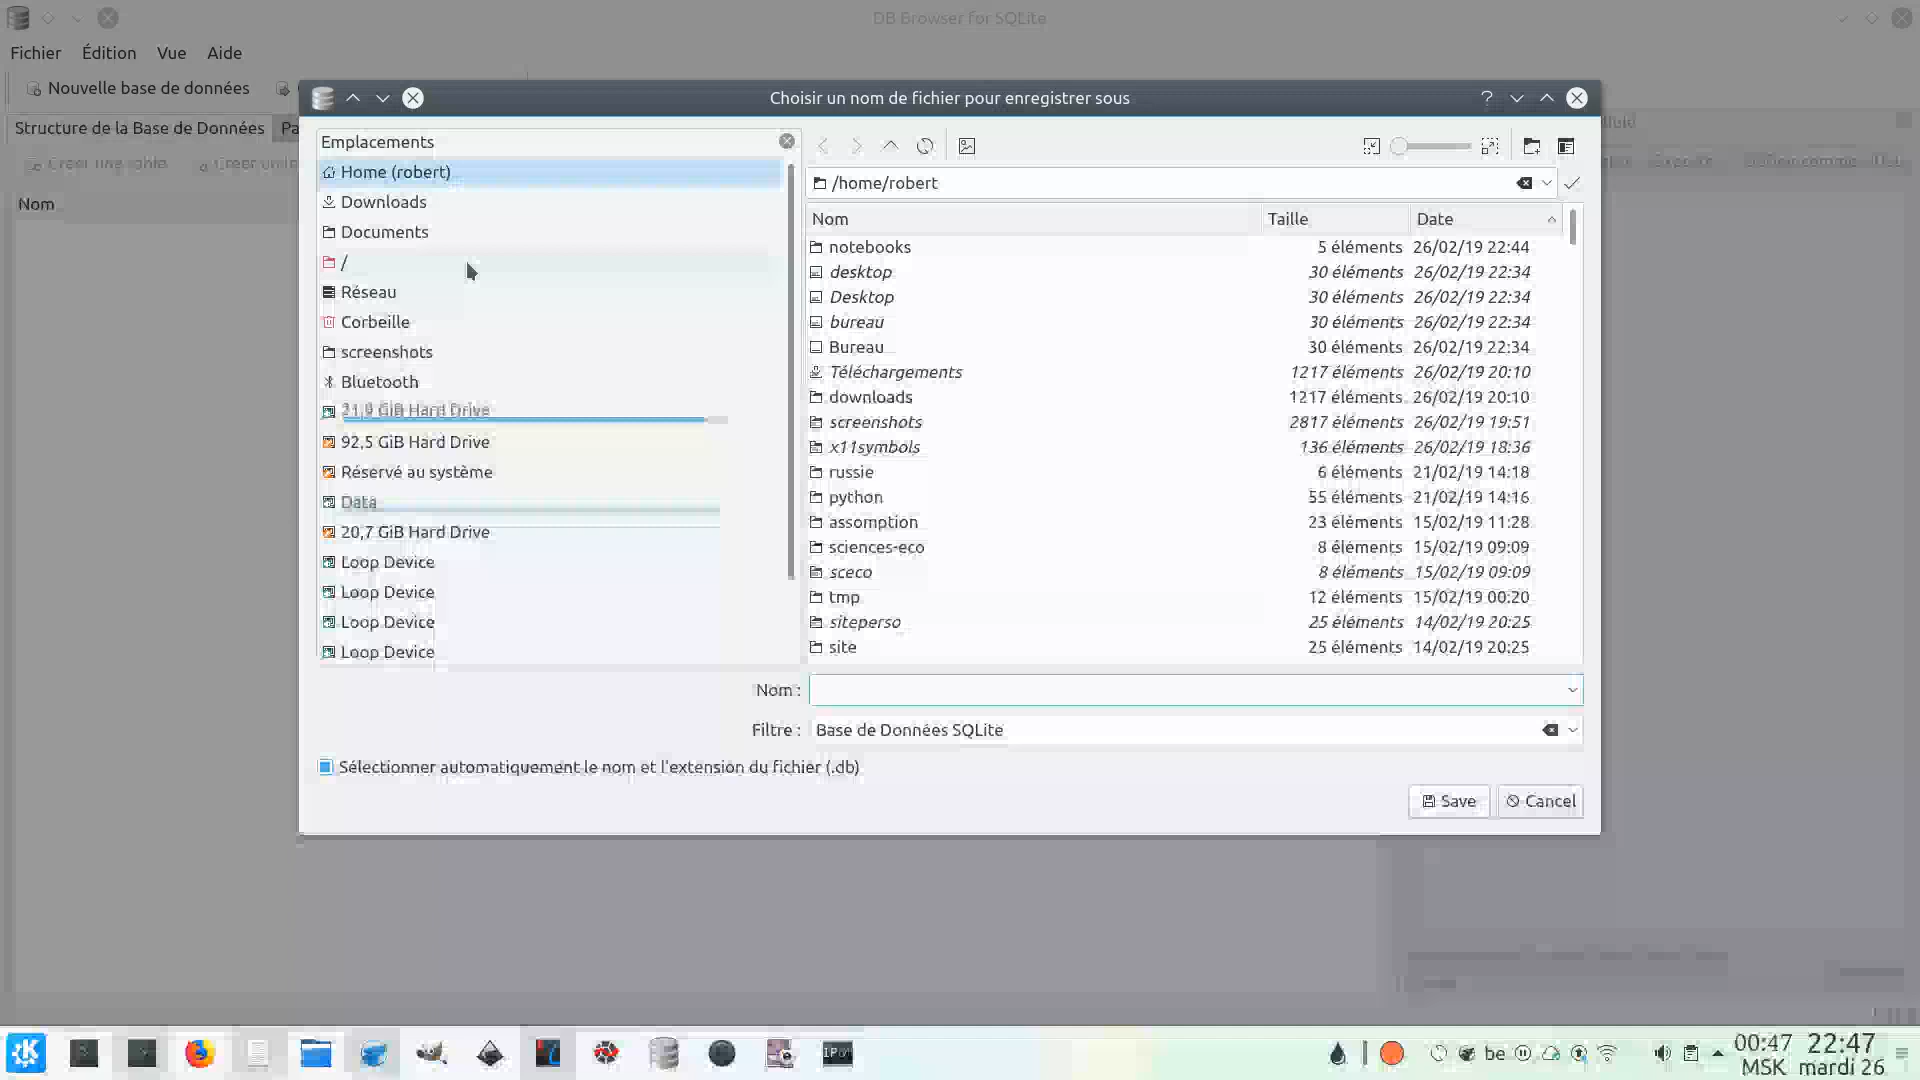 DB Browser for SQLite
Fichier Édition Vue Aide
Nouvelle base de données
Choisir un nom de fichier pour enregistrer sous
Structure de la Base de Données Pa
Emplacements
Créer une Table
Home (robert)
Downloads
Documents
/
Réseau
Corbeille
screenshots
Bluetooth
21,9 GiB Hard Drive
92,5 GiB Hard Drive
Réservé au système
Data
20,7 GiB Hard Drive
Loop Device
Loop Device
Loop Device
Loop Device
Nom
/home/robert
Nom Taille Date
notebooks 5 éléments 26/02/19 22:44
desktop 30 éléments 26/02/19 22:34
Desktop 30 éléments 26/02/19 22:34
bureau 30 éléments 26/02/19 22:34
Bureau 30 éléments 26/02/19 22:34
Téléchargements 1217 éléments 26/02/19 20:10
downloads 1217 éléments 26/02/19 20:10
screenshots 2817 éléments 26/02/19 19:51
x11symbols 136 éléments 26/02/19 18:36
russie 6 éléments 21/02/19 14:18
python 55 éléments 21/02/19 14:16
assomption 23 éléments 15/02/19 11:28
sciences-eco 8 éléments 15/02/19 09:09
sceco 8 éléments 15/02/19 09:09
tmp 12 éléments 15/02/19 00:20
siteperso 25 éléments 14/02/19 20:25
site 25 éléments 14/02/19 20:25
Nom :
Filtre : Base de Données SQLite
Sélectionner automatiquement le nom et l'extension du fichier (.db)
Save Cancel
be
00:47 22:47
MSK mardi 26